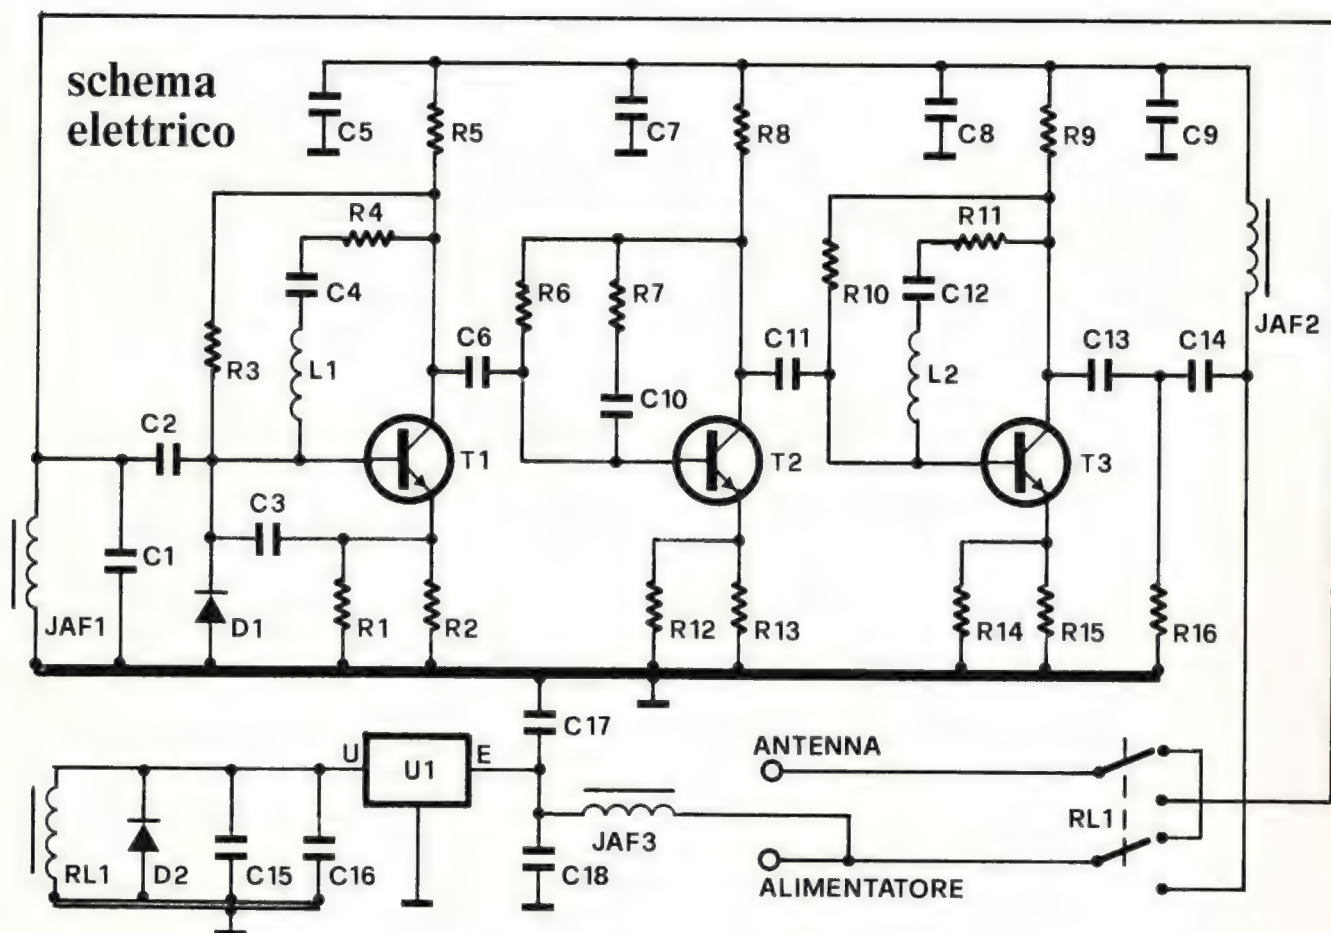 schema
elettrico
C5
R5
C7
R8
C8
R9
C9
R4
R11
C4
R6
R7
R10
C12
JAF2
R3
L1
C6
C11
L2
C13
C14
C10
C2
T1
T2
T3
C3
C1
JAF1
D1
R1
R2
R12
R13
R14
R15
R16
C17
U
U1
E
ANTENNA
JAF3
RL1
RL1
D2
C15
C16
C18
ALIMENTATORE